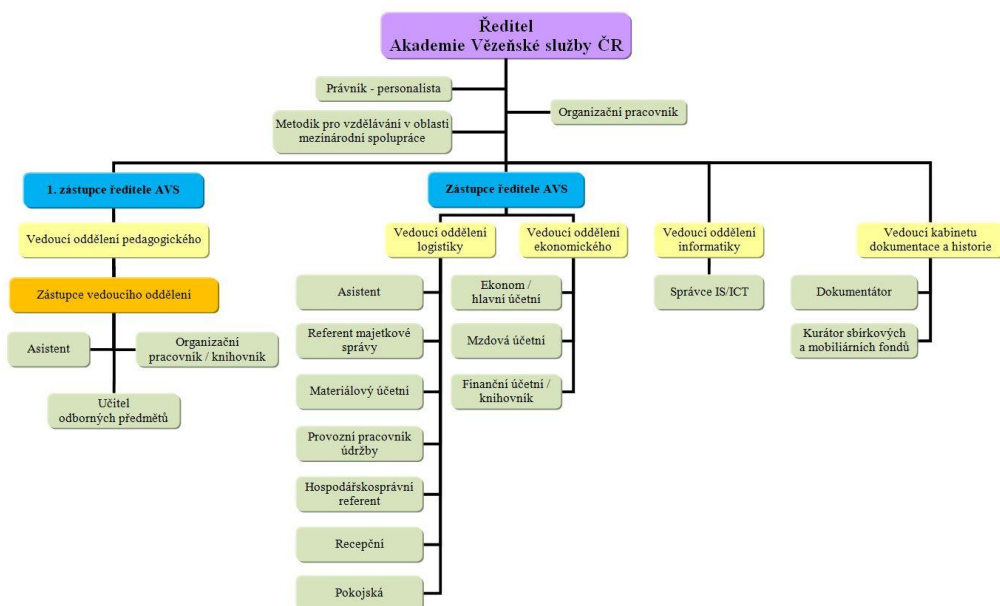 Ředitel
Akademie Vězeňské služby ČR
Právník - personalista
Organizační pracovník
Metodik pro vzdělávání v oblasti
mezinárodní spolupráce
1. zástupce ředitele AVS
Zástupce ředitele AVS
Vedoucí oddělení pedagogického
Vedoucí oddělení
logistiky
Vedoucí oddělení
ekonomického
Vedoucí oddělení
informatiky
Vedoucí kabinetu
dokumentace a historie
Zástupce vedoucího oddělení
Asistent
Organizační
pracovník / knihovník
Učitel
odborných předmětů
Asistent
Referent majetkové
správy
Materiálový účetní
Provozní pracovník
údržby
Hospodářskosprávní
referent
Recepční
Pokojská
Ekonom /
hlavní účetní
Mzdová účetní
Finanční účetní /
knihovník
Správce IS/ICT
Dokumentátor
Kurátor sbírkových
a mobiliárních fondů